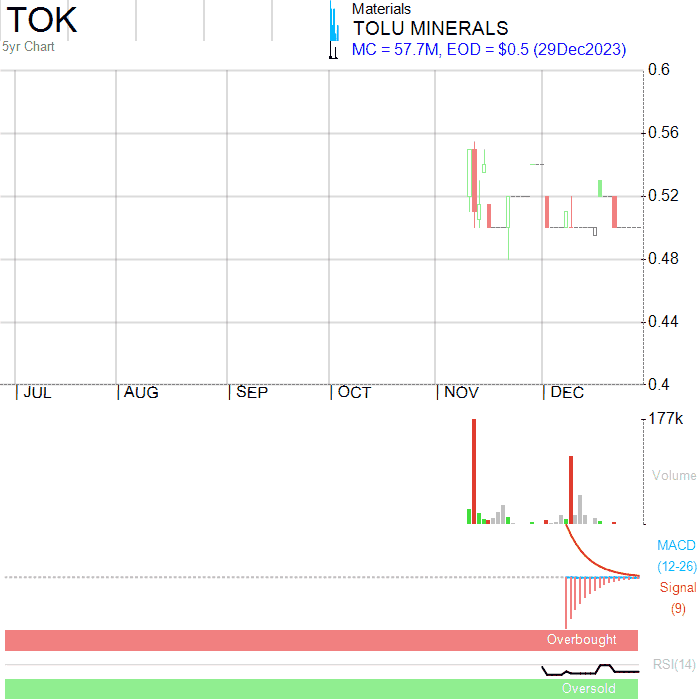 TOK
5yr Chart
Materials
TOLU MINERALS
MC = 57.7M, EOD = $0.5 (29Dec2023)
0.6
0.56
0.52
0.48
0.44
0.4
JUL AUG SEP OCT NOV DEC
177k
Volume
MACD
(12-26)
Signal
(9)
Overbought
RSI(14)
Oversold